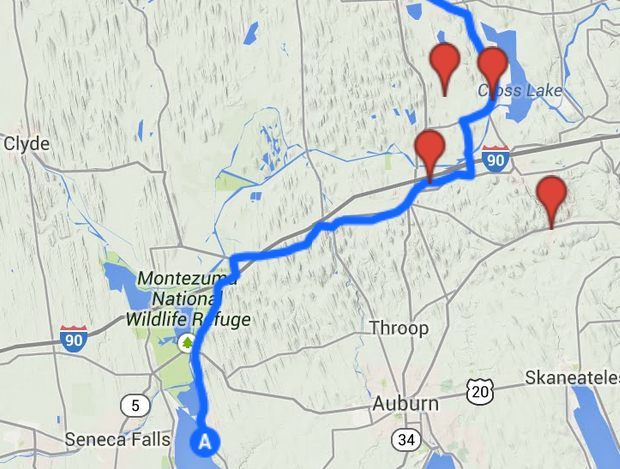 Cross Lake
Clyde
90
Montezuma
National
Wildlife Refuge
90
Throop
Skaneateles
20
5
Auburn
34
Seneca Falls
A